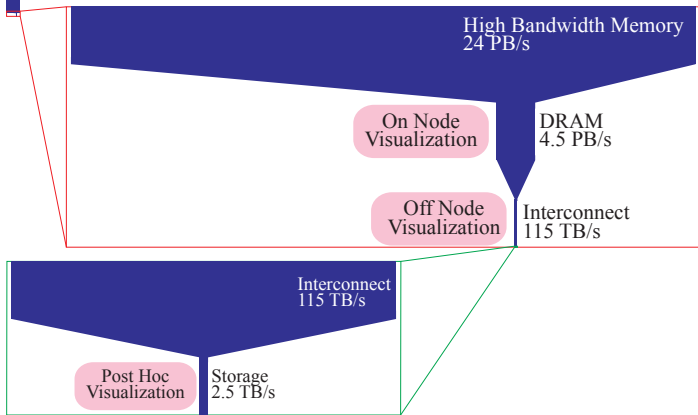 High Bandwidth Memory
24 PB/s
On Node
Visualization
DRAM
4.5 PB/s
Off Node
Visualization
Interconnect
115 TB/s
Interconnect
115 TB/s
Post Hoc
Visualization
Storage
2.5 TB/s